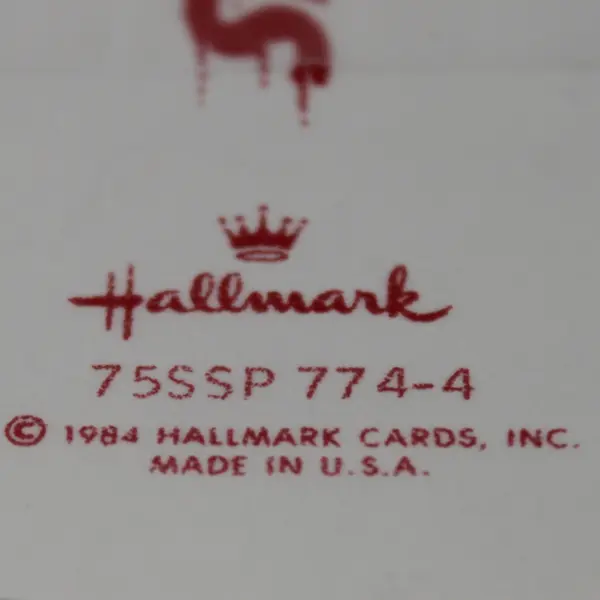 Hallmark
75SSP 774-4
© 1984 HALLMARK CARDS, INC.
MADE IN U.S.A.